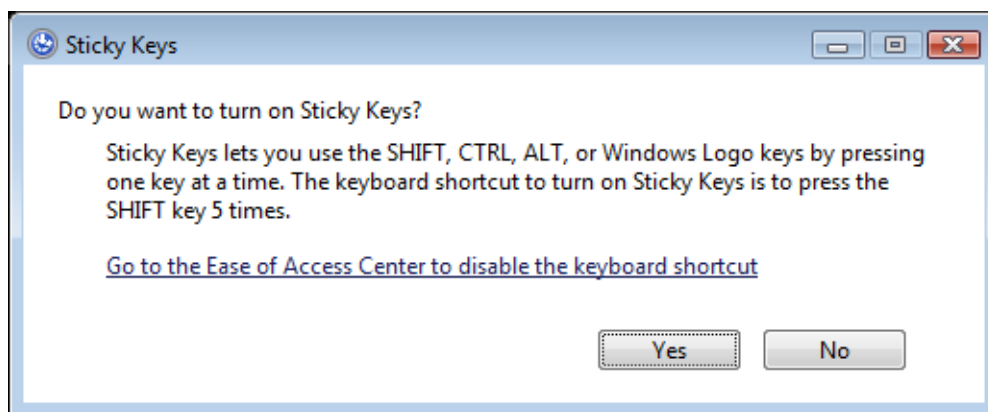 Sticky Keys
Do you want to turn on Sticky Keys?
Sticky Keys lets you use the SHIFT, CTRL, ALT, or Windows Logo keys by pressing
one key at a time. The keyboard shortcut to turn on Sticky Keys is to press the
SHIFT key 5 times.
Go to the Ease of Access Center to disable the keyboard shortcut
Yes No